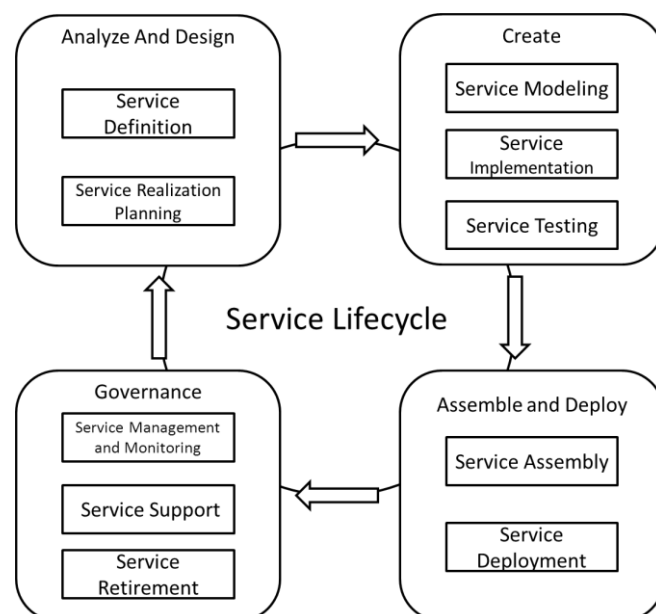 Analyze And Design
Service
Definition
Service Realization
Planning
Create
Service Modeling
Service
Implementation
Service Testing
Service Lifecycle
Governance
Service Management
and Monitoring
Service Support
Service
Retirement
Assemble and Deploy
Service Assembly
Service
Deployment